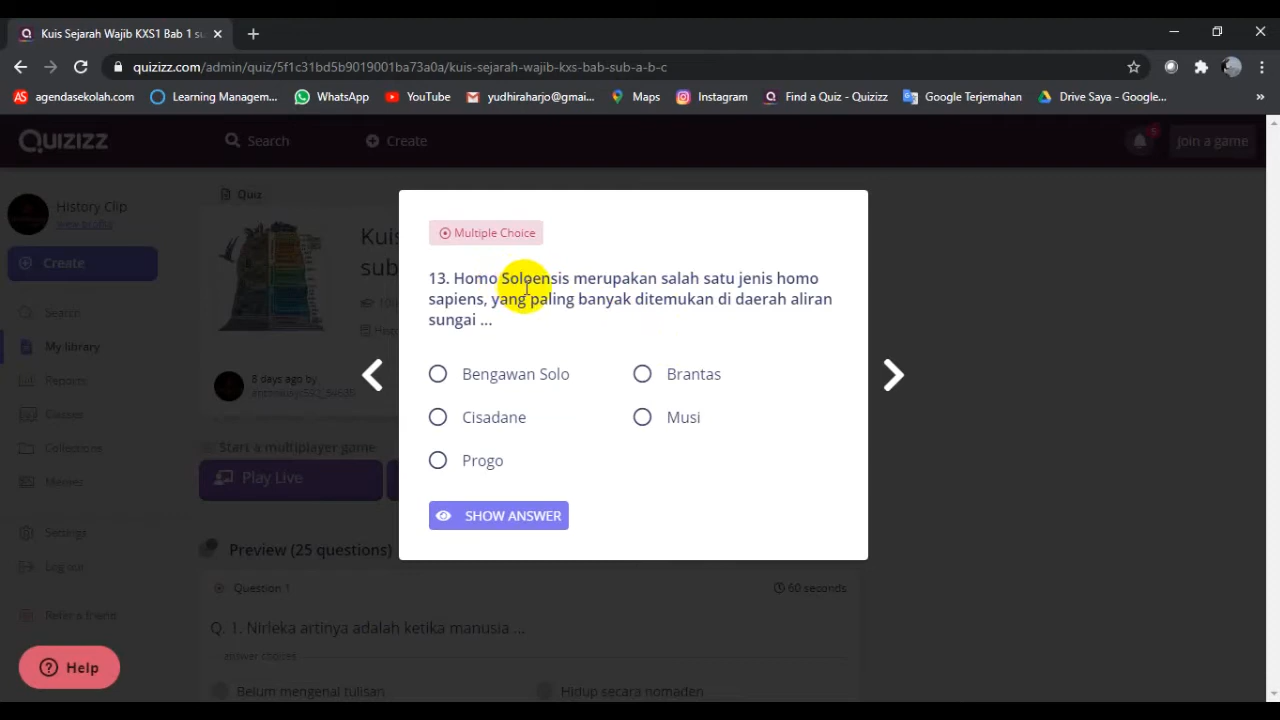 Kuis Sejarah Wajib KXS1 Bab 1 su
quizizz.com/admin/quiz/5f1c31bd5b9019001ba73a0a/kuis-sejarah-wajib-kxs-bab-sub-a-b-c
agendasekolah.com
Learning Managem...
WhatsApp
YouTube
yudhiraharjo@gmai...
Maps
Instagram
Find a Quiz - Quizizz
Google Terjemahan
Drive Saya - Google...
»
QUIZIZZ
Search
Create
5
Join a game
History Clip
Create
Search
My library
Reports
Classes
Collections
Memes
Settings
Log out
Refer a friend
Help
Quiz
Kuis
sub
8 days ago by
Start a multiplayer game
Play Live
Preview (25 questions)
Question 1
60 seconds
Q. 1. Nirleka artinya adalah ketika manusia ...
answer choices
Belum mengenal tulisan
Hidup secara nomaden
Multiple Choice
13. Homo Soloensis merupakan salah satu jenis homo
sapiens, yang paling banyak ditemukan di daerah aliran
sungai ...
Bengawan Solo
Brantas
Cisadane
Musi
Progo
SHOW ANSWER